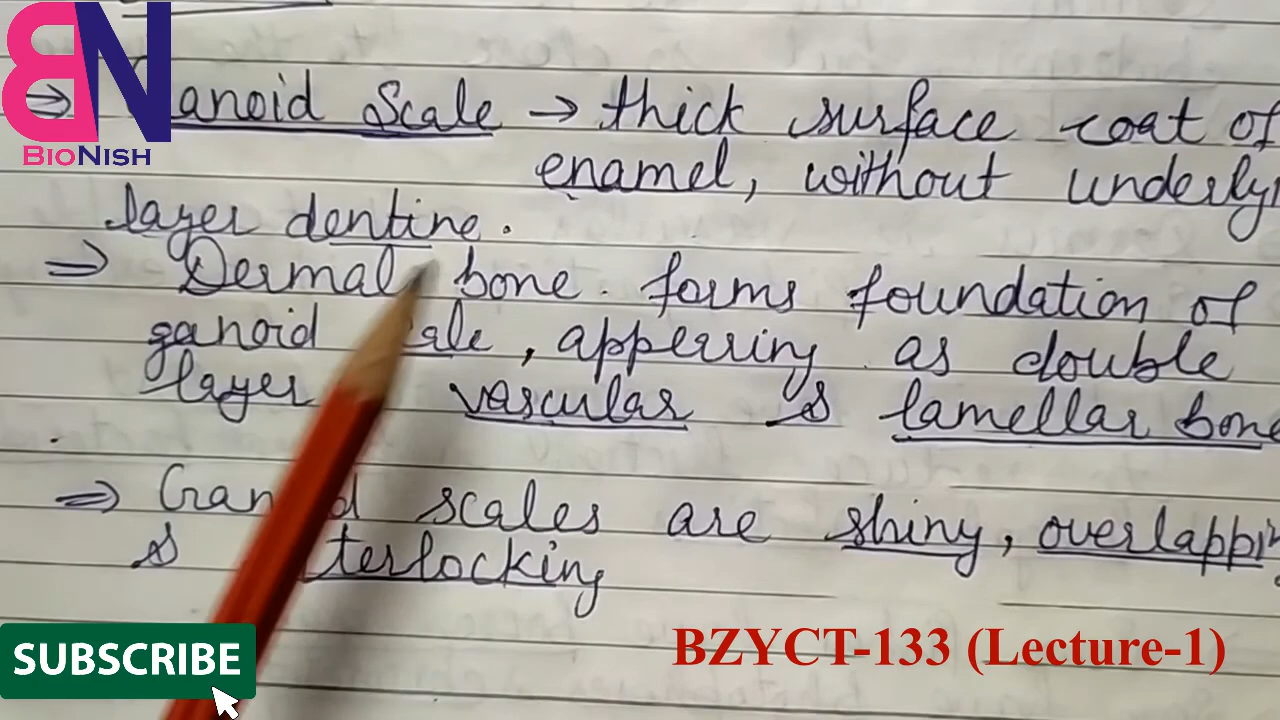 BN
BIONISH
⇒ anoid Scale → thick surface coat of
enamel, without underly
layer dentine.
⇒ Dermal bone. forms foundation of
ganoid cale, apperring as double
layer vascular & lamellar bone
⇒ Gan d scales are shiny, overlappi
& terlocking
SUBSCRIBE
BZYCT-133 (Lecture-1)